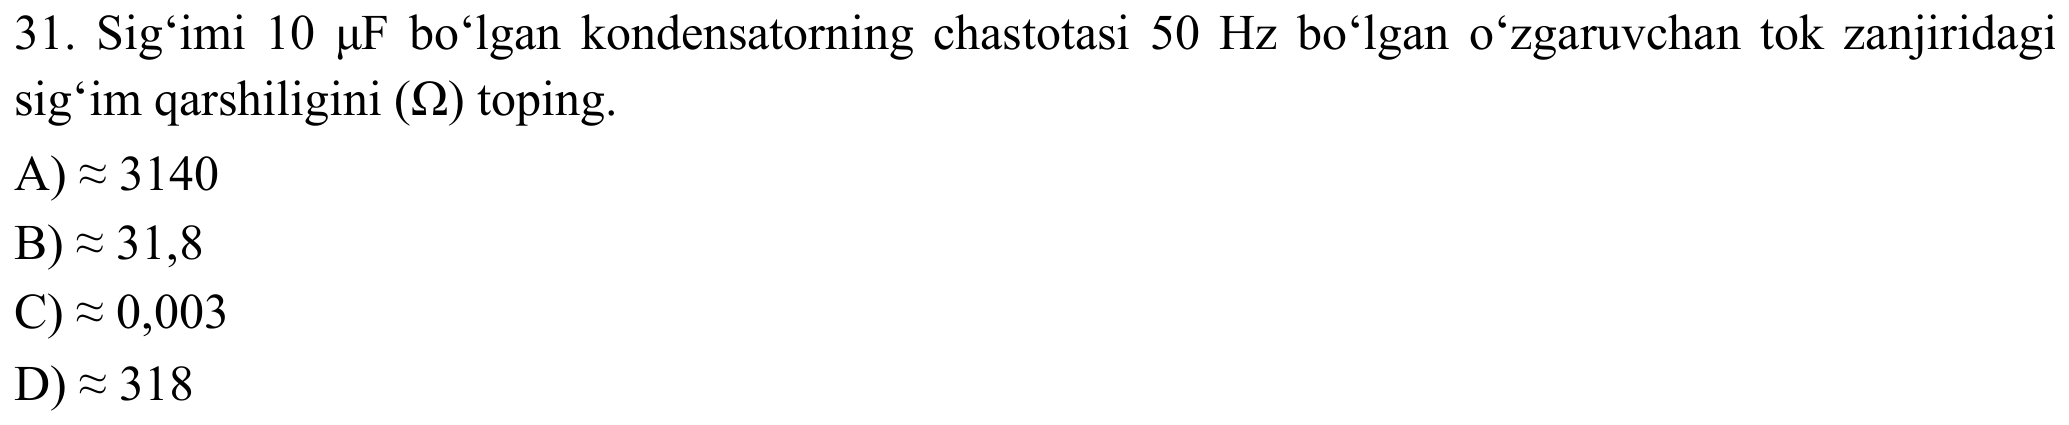 31. Sig‘imi 10 μF bo‘lgan kondensatorning chastotasi 50 Hz bo‘lgan o‘zgaruvchan tok zanjiridagi
sig‘im qarshiligini (Ω) toping.
A) ≈ 3140
B) ≈ 31,8
C) ≈ 0,003
D) ≈ 318